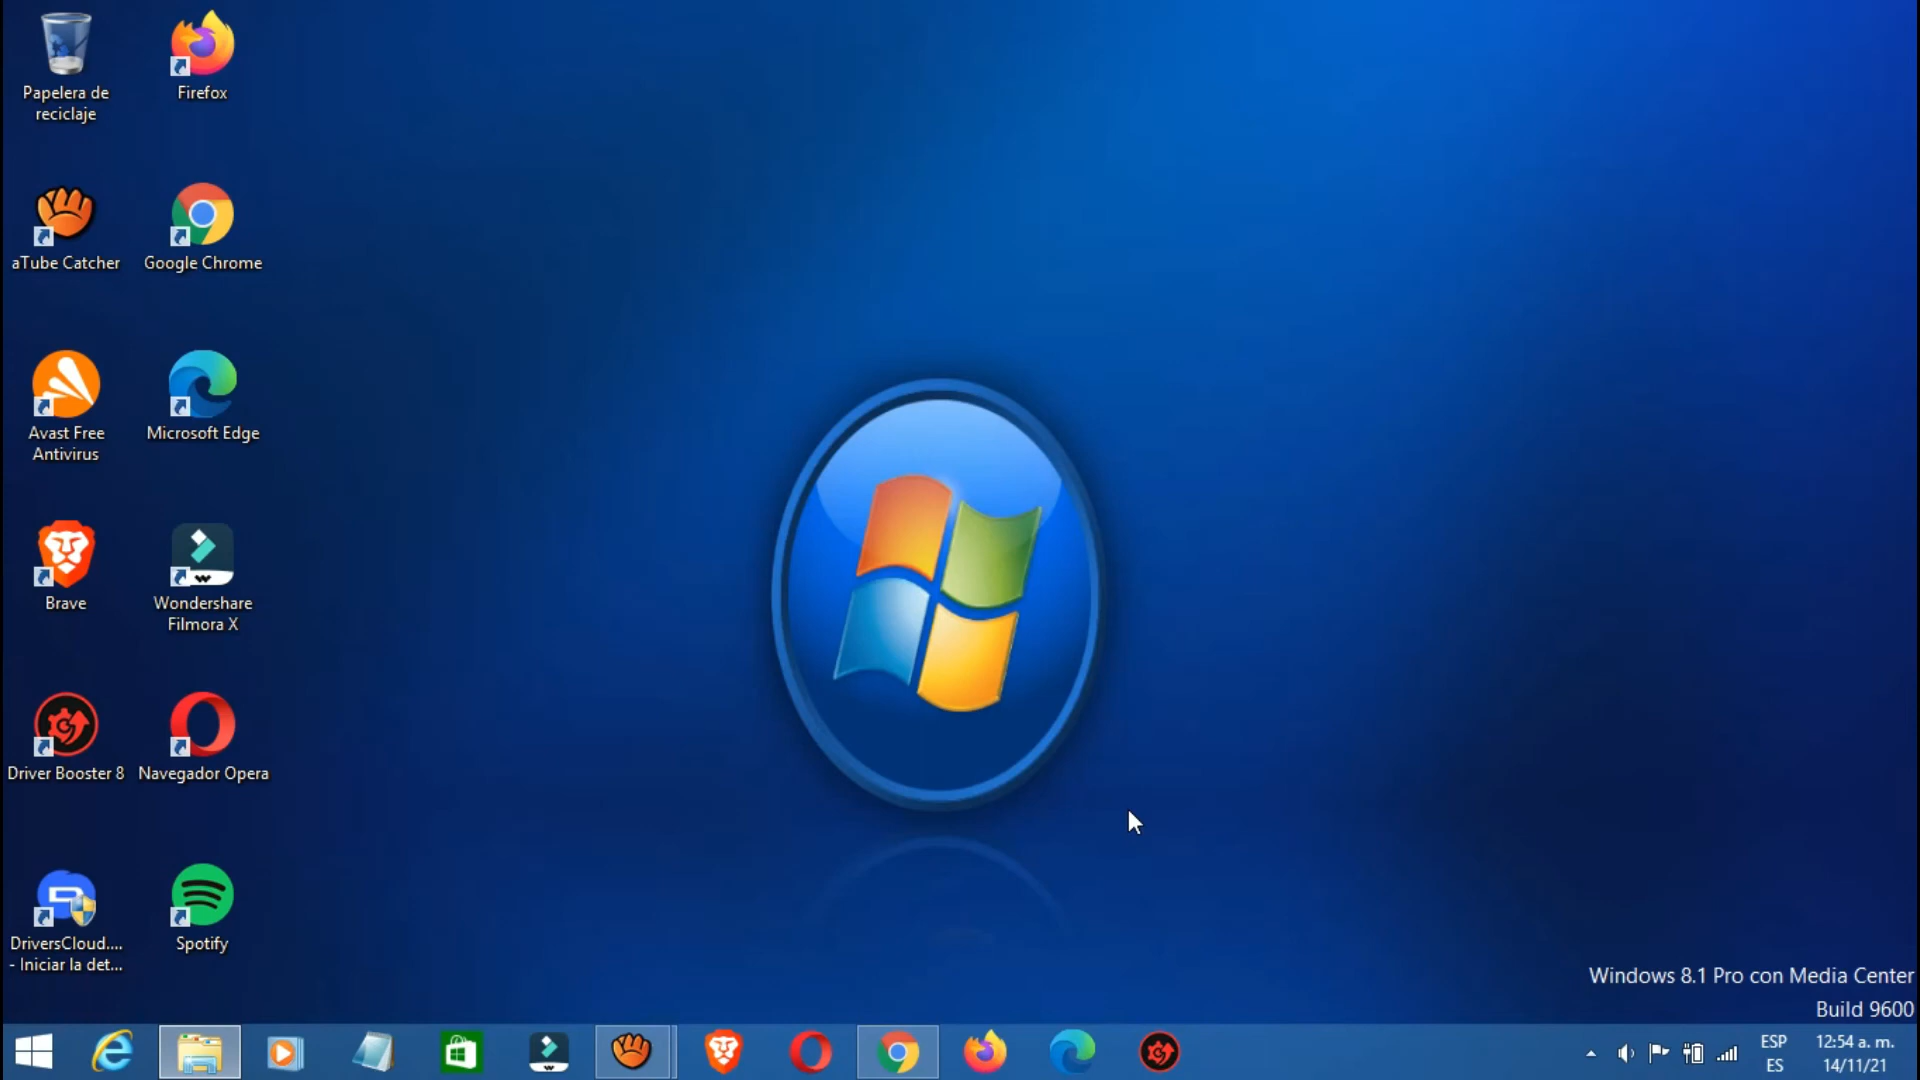 Papelera de
reciclaje
Firefox
aTube Catcher
Google Chrome
Avast Free
Antivirus
Microsoft Edge
Brave
Wondershare
Filmora X
Driver Booster 8
Navegador Opera
DriversCloud....
- Iniciar la det...
Spotify
Windows 8.1 Pro con Media Center
Build 9600
ESP
ES
12:54 a. m.
14/11/21